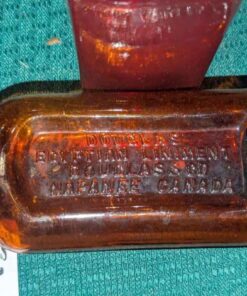 DOUGLAS
EGYPTIAN LINIMENT
DOUGLAS & CO
NAPANEE CANADA